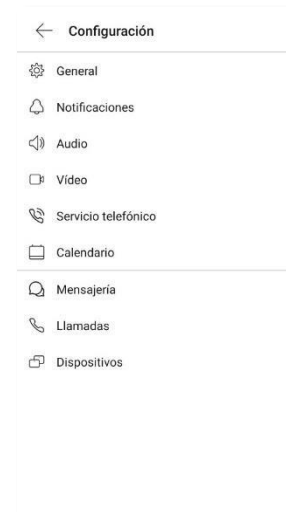 Configuración
General
Notificaciones
Audio
Vídeo
Servicio telefónico
Calendario
Mensajería
Llamadas
Dispositivos